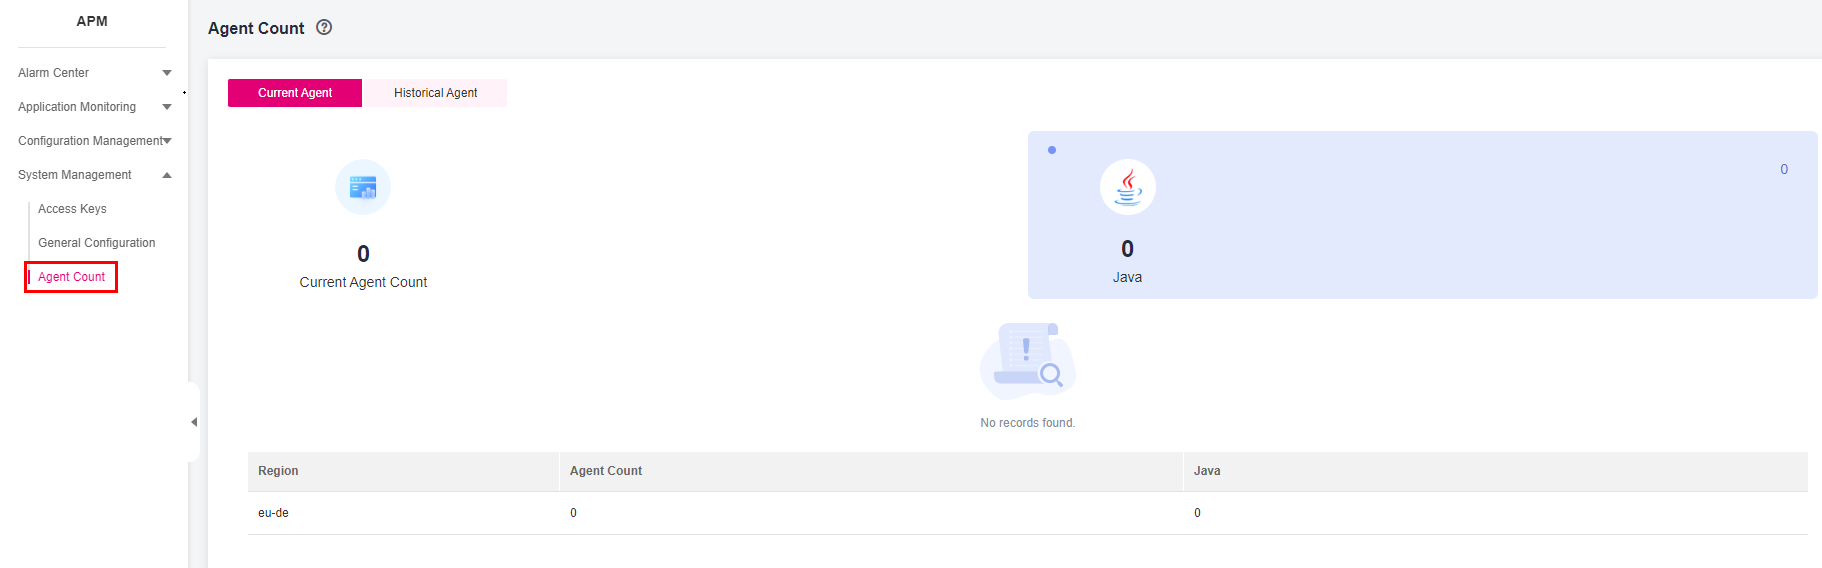 APM
Alarm Center
Application Monitoring
Configuration Management
System Management
Access Keys
General Configuration
Agent Count
Agent Count ?
Current Agent Historical Agent
0
Current Agent Count
0
0
Java
No records found.
Region Agent Count Java
eu-de 0 0